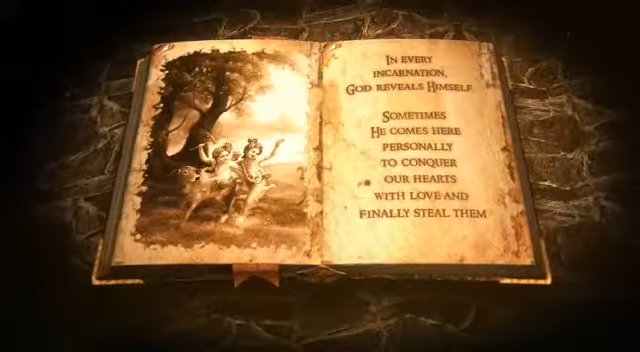 In every
incarnation,
God reveals Himself.
Sometimes
He comes here
personally
to conquer
our hearts
with love and
finally steal them